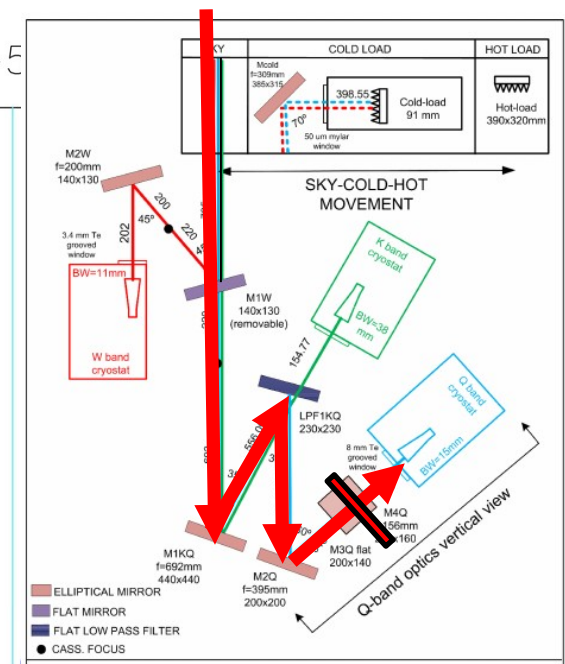 5
KY
COLD LOAD
HOT LOAD
Mcold
f=309mm
385x315
398.55
Cold-load
91 mm
70º
50 um mylar
window
Hot-load
390x320mm
SKY-COLD-HOT
MOVEMENT
M2W
f=200mm
140x130
200
45º
220
202
3.4 mm Te
grooved
window
BW=11mm
W band
cryostat
M1W
140x130
(removable)
K band
cryostat
BW=38
mm
154.77
LPF1KQ
230x230
Q band
cryostat
BW=15mm
8 mm Te
grooved
window
M4Q
156mm
M3Q flat
200x140
M1KQ
f=692mm
440x440
M2Q
f=395mm
200x200
Q-band optics vertical view
ELLIPTICAL MIRROR
FLAT MIRROR
FLAT LOW PASS FILTER
CASS. FOCUS